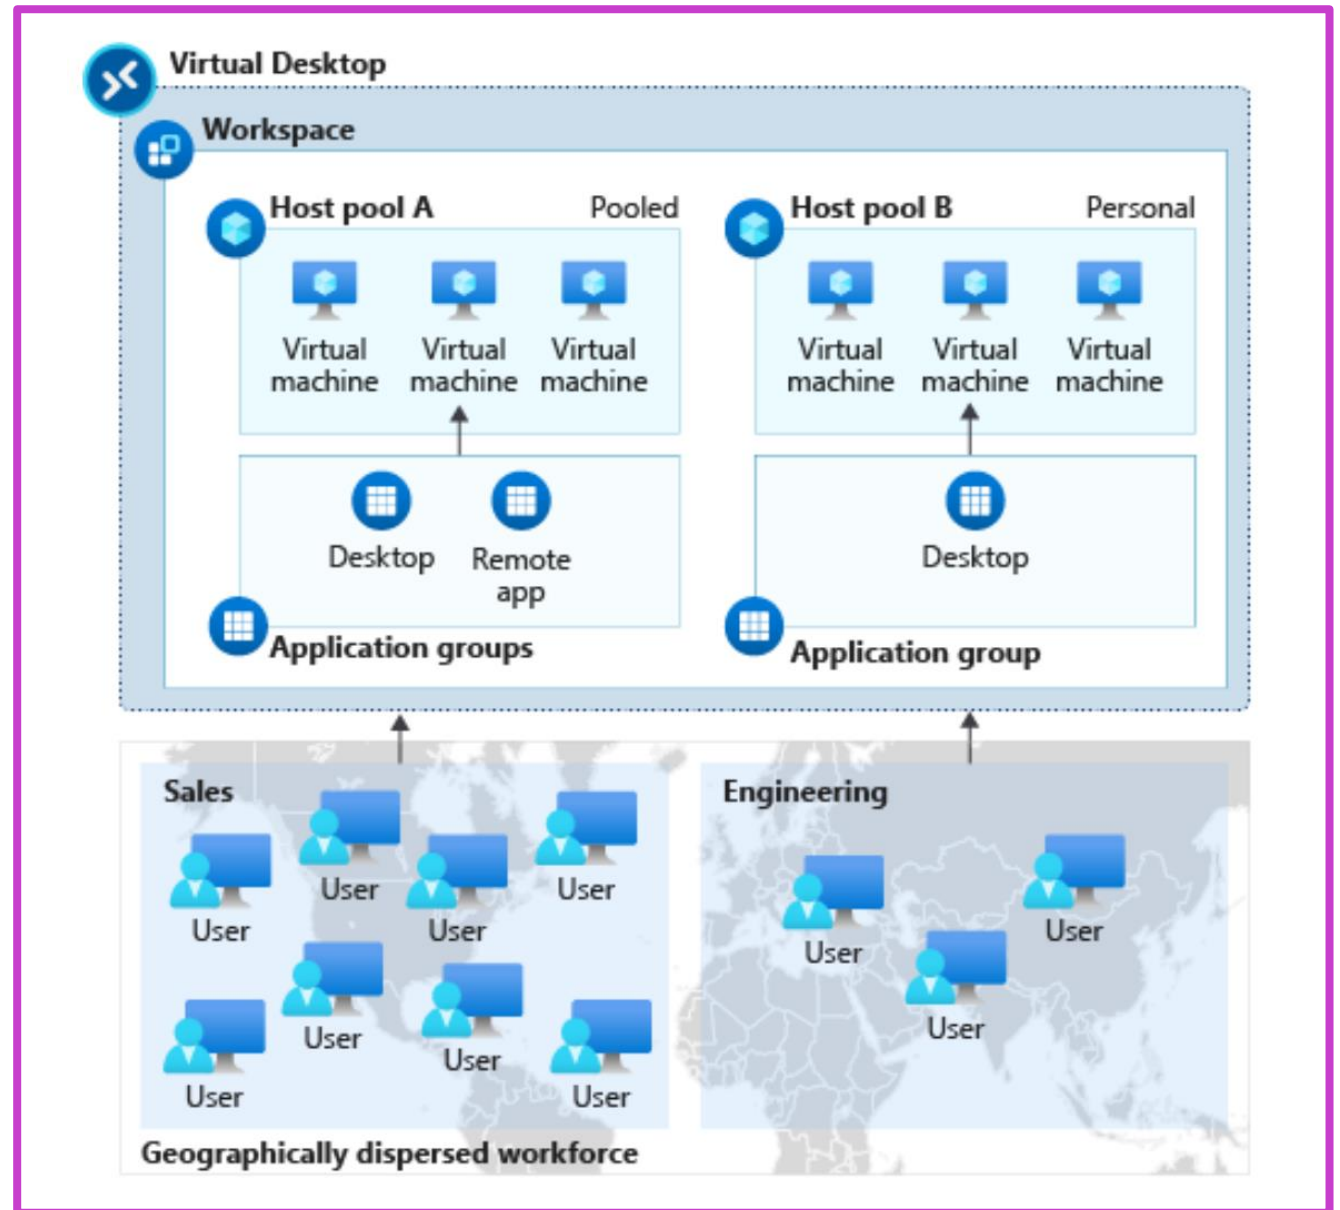 Virtual Desktop
Workspace
Host pool A Pooled
Virtual machine
Virtual machine
Virtual machine
Desktop
Remote app
Application groups
Host pool B Personal
Virtual machine
Virtual machine
Virtual machine
Desktop
Application group
Sales
User
User
User
User
User
User
User
User
Engineering
User
User
User
Geographically dispersed workforce